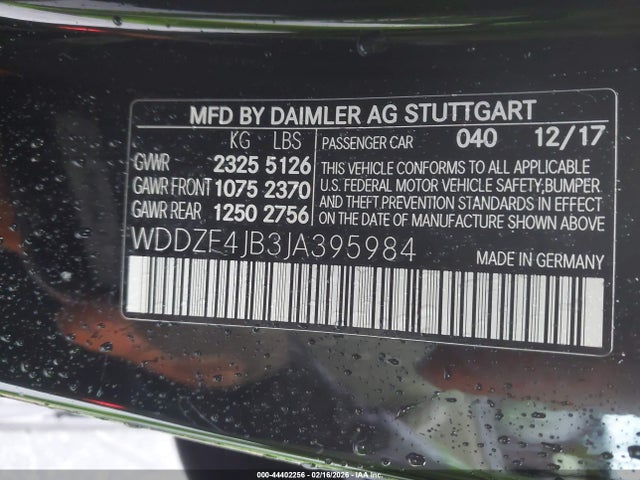 MFD BY DAIMLER AG STUTTGART
KG LBS
GVWR 2325 5126
GAWR FRONT 1075 2370
GAWR REAR 1250 2756
PASSENGER CAR 040 12/17
THIS VEHICLE CONFORMS TO ALL APPLICABLE
U.S. FEDERAL MOTOR VEHICLE SAFETY,BUMPER
AND THEFT PREVENTION STANDARDS IN EFFECT
ON THE DATE OF MANUFACTURE SHOWN ABOVE
WDDZF4JB3JA395984
MADE IN GERMANY
000-44402256 - 02/16/2026 - IAAI.COM